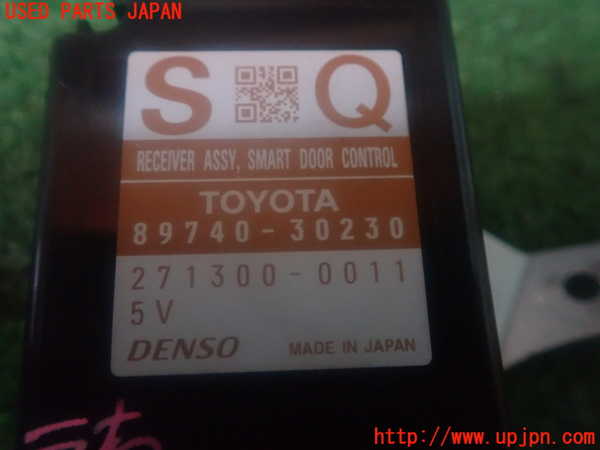 USED PARTS JAPAN
S Q
RECEIVER ASSY, SMART DOOR CONTROL
TOYOTA
89740-30230
271300-0011
5V
DENSO MADE IN JAPAN
https://www.upjpn.com/